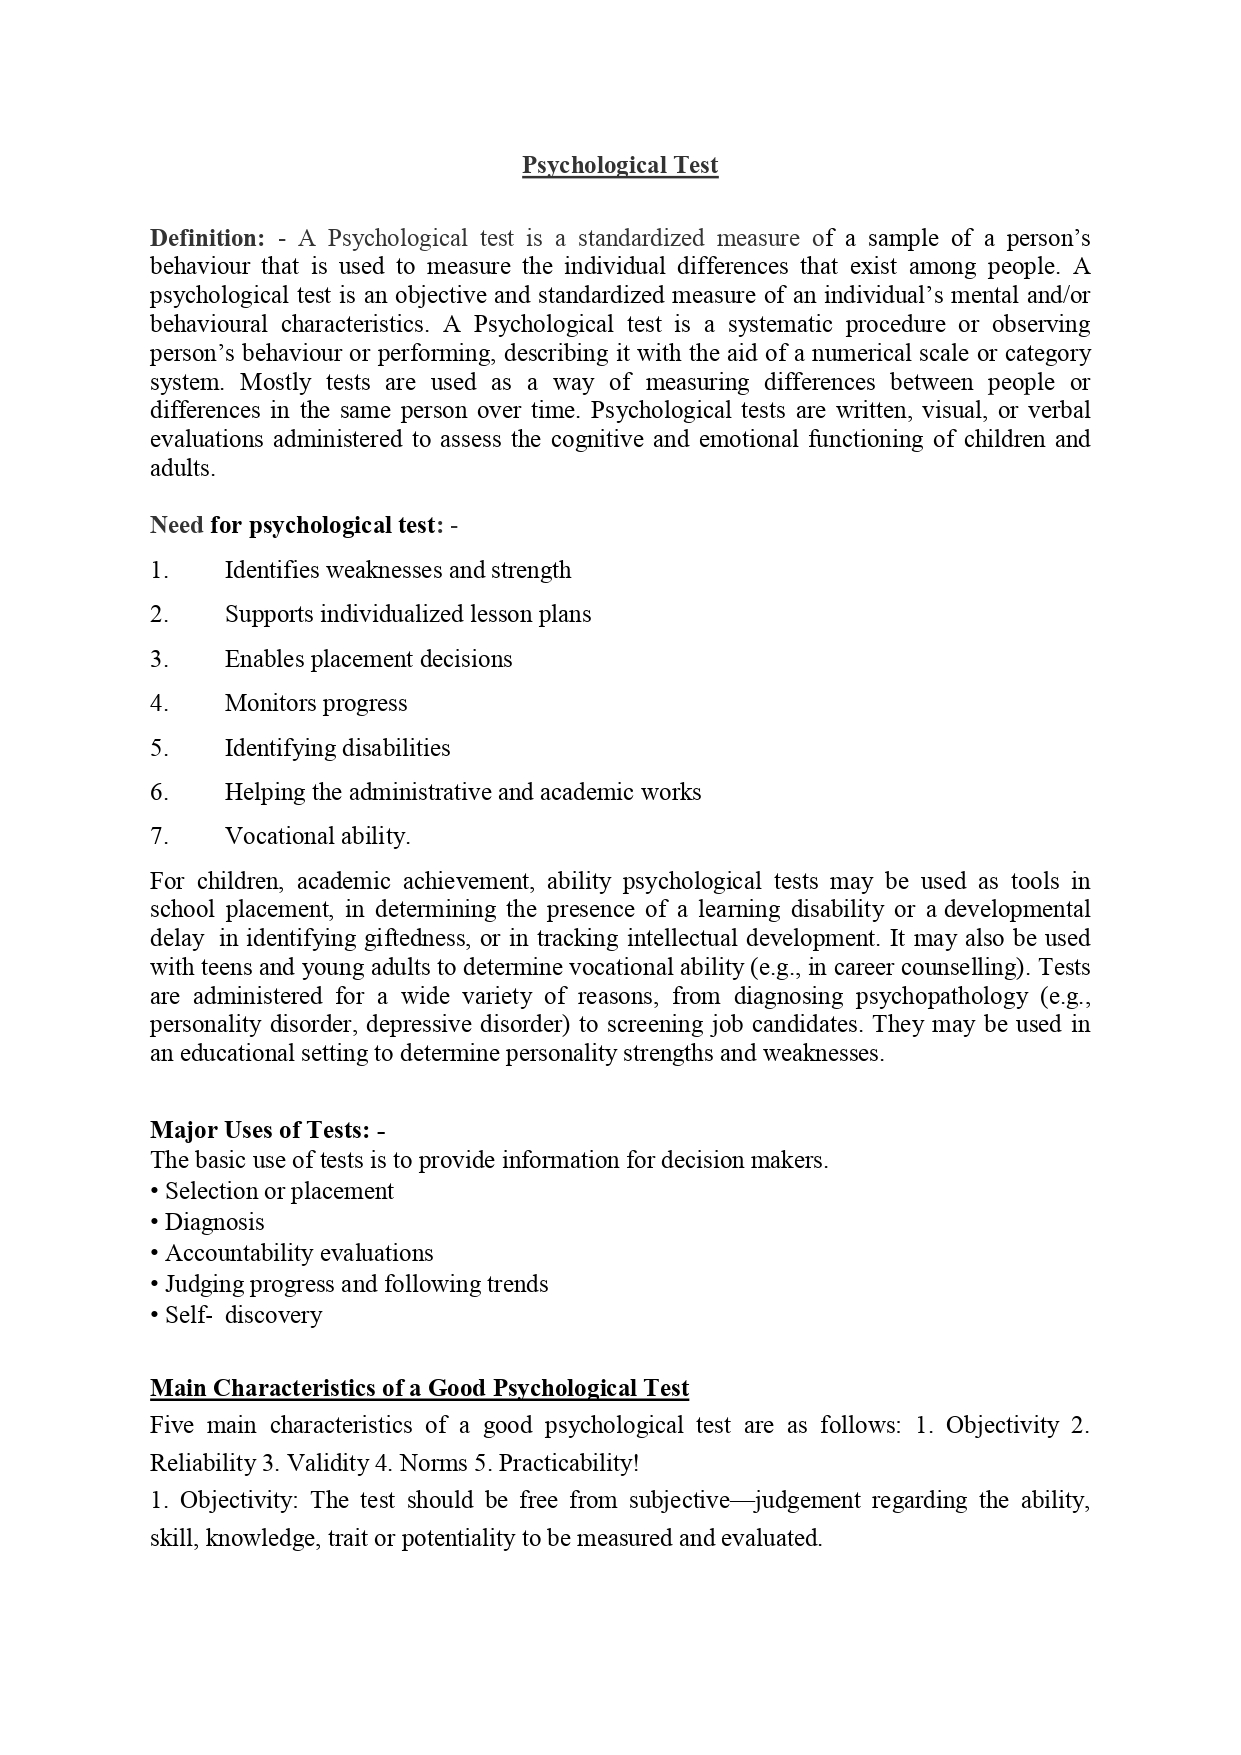 Psychological Test
Definition: - A Psychological test is a standardized measure of a sample of a person’s
behaviour that is used to measure the individual differences that exist among people. A
psychological test is an objective and standardized measure of an individual’s mental and/or
behavioural characteristics. A Psychological test is a systematic procedure or observing
person’s behaviour or performing, describing it with the aid of a numerical scale or category
system. Mostly tests are used as a way of measuring differences between people or
differences in the same person over time. Psychological tests are written, visual, or verbal
evaluations administered to assess the cognitive and emotional functioning of children and
adults.
Need for psychological test: -
1. Identifies weaknesses and strength
2. Supports individualized lesson plans
3. Enables placement decisions
4. Monitors progress
5. Identifying disabilities
6. Helping the administrative and academic works
7. Vocational ability.
For children, academic achievement, ability psychological tests may be used as tools in
school placement, in determining the presence of a learning disability or a developmental
delay in identifying giftedness, or in tracking intellectual development. It may also be used
with teens and young adults to determine vocational ability (e.g., in career counselling). Tests
are administered for a wide variety of reasons, from diagnosing psychopathology (e.g.,
personality disorder, depressive disorder) to screening job candidates. They may be used in
an educational setting to determine personality strengths and weaknesses.
Major Uses of Tests: -
The basic use of tests is to provide information for decision makers.
• Selection or placement
• Diagnosis
• Accountability evaluations
• Judging progress and following trends
• Self- discovery
Main Characteristics of a Good Psychological Test
Five main characteristics of a good psychological test are as follows: 1. Objectivity 2.
Reliability 3. Validity 4. Norms 5. Practicability!
1. Objectivity: The test should be free from subjective—judgement regarding the ability,
skill, knowledge, trait or potentiality to be measured and evaluated.